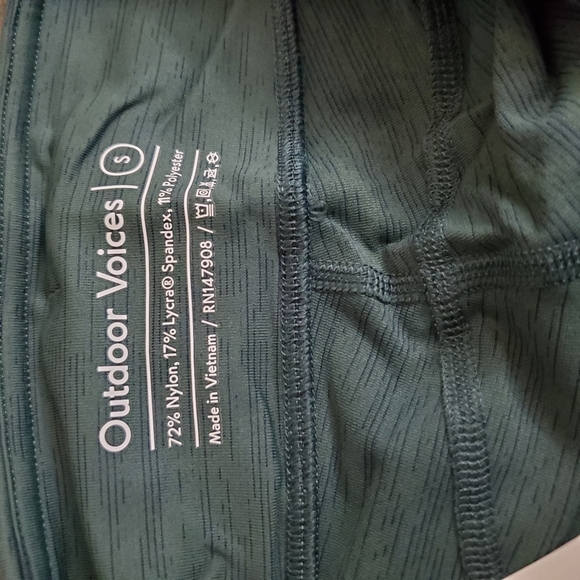 Outdoor Voices | S
72% Nylon, 17% Lycra® Spandex, 11% Polyester
Made in Vietnam / RN147908 /